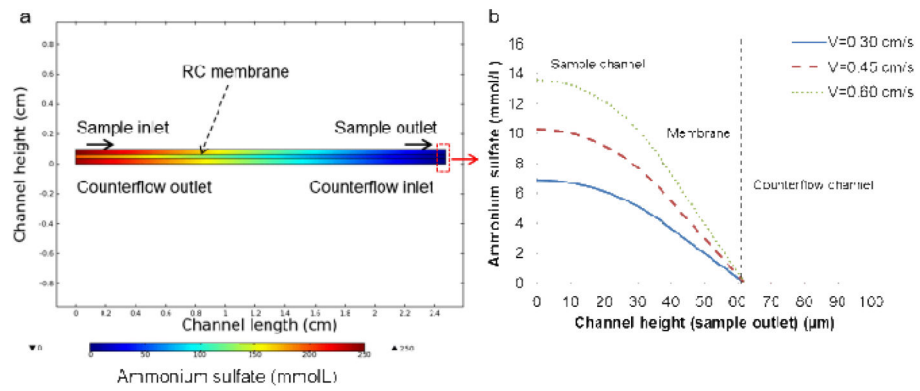 a
RC membrane
Sample inlet
Sample outlet
Counterflow outlet
Counterflow inlet
Channel height (cm)
0.8
0.6
0.4
0.2
0
-0.2
-0.4
-0.6
-0.8
0 0.2 0.4 0.6 0.8 1 1.2 1.4 1.6 1.8 2 2.2 2.4
Channel length (cm)
▼0
0 50 100 150 200 250
▲ 250
Ammonium sulfate (mmolL)
b
V=0.30 cm/s
V=0.45 cm/s
V=0.60 cm/s
Sample channel
Membrane
Counterflow channel
Ammonium sulfate (mmol/L)
16
14
12
10
8
6
4
2
0
0 10 20 30 40 50 60 70 80 90 100
Channel height (sample outlet) (μm)